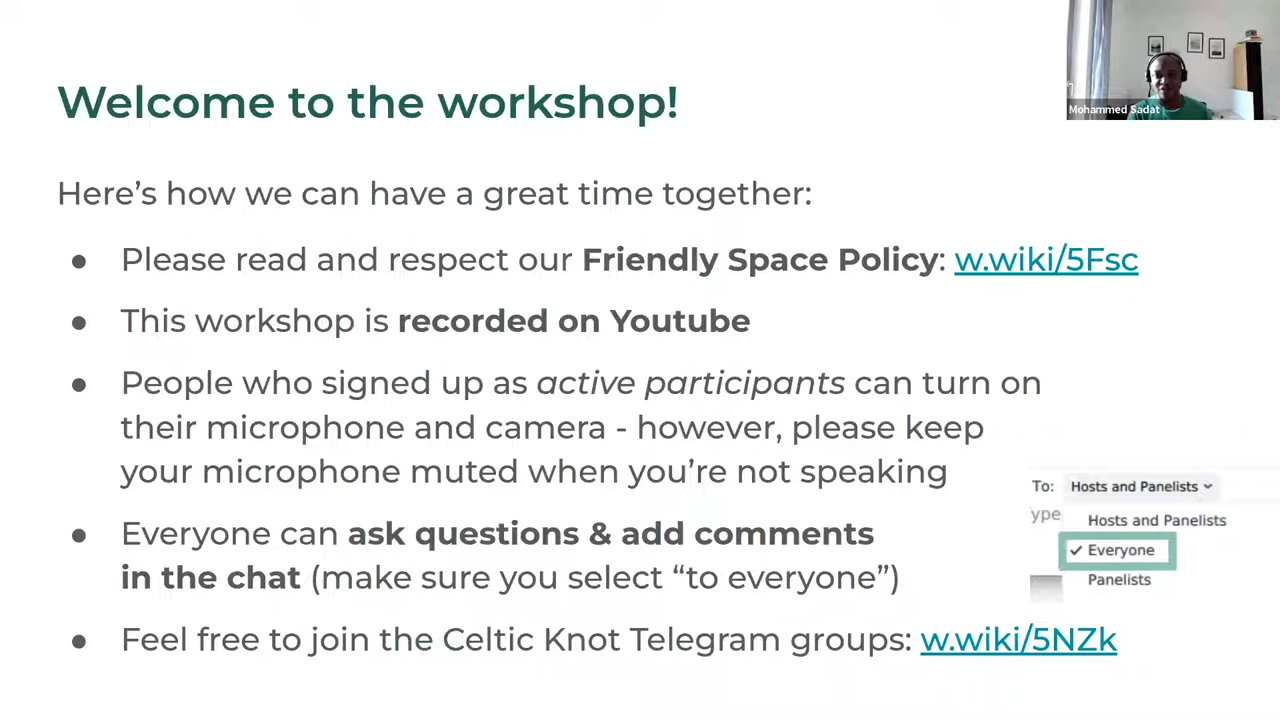 Mohammed Sadat
Welcome to the workshop!
Here’s how we can have a great time together:
● Please read and respect our Friendly Space Policy: w.wiki/5Fsc
● This workshop is recorded on Youtube
● People who signed up as active participants can turn on
their microphone and camera - however, please keep
your microphone muted when you’re not speaking
● Everyone can ask questions & add comments
in the chat (make sure you select “to everyone”)
To: Hosts and Panelists
ype
Hosts and Panelists
✓ Everyone
Panelists
● Feel free to join the Celtic Knot Telegram groups: w.wiki/5NZk